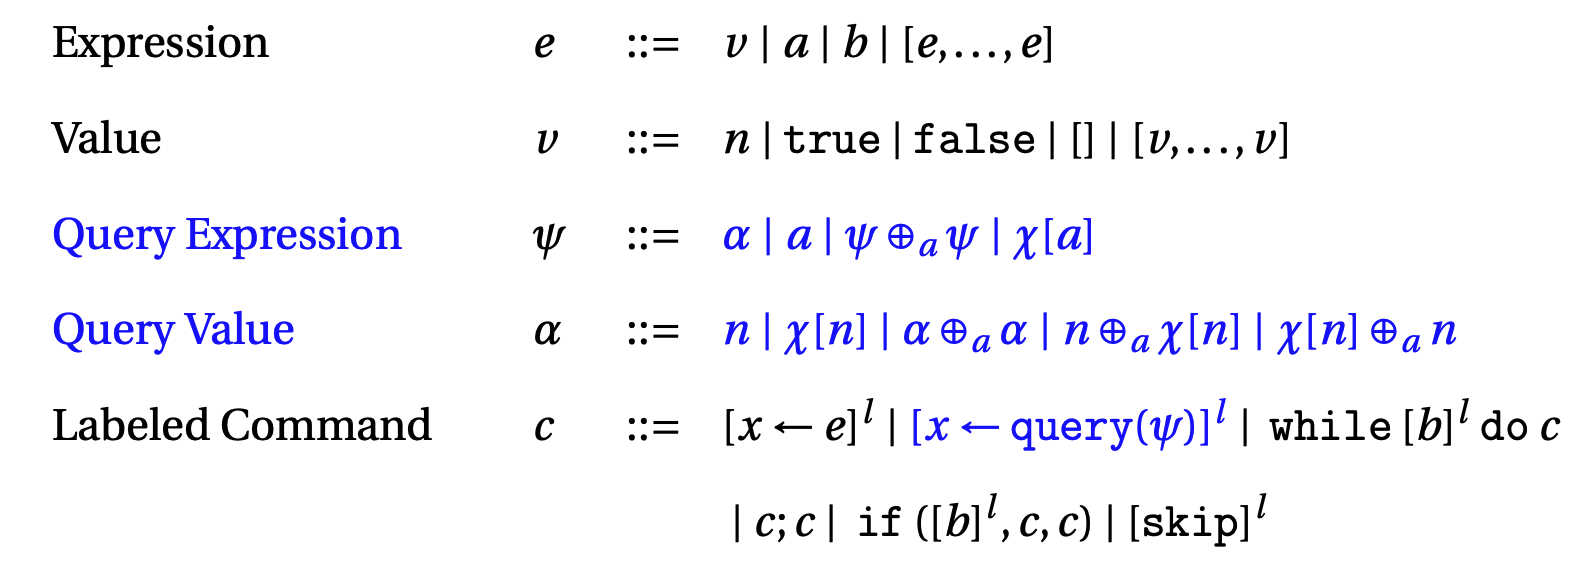 Expression e ::= v | a | b | [e,…,e]
Value v ::= n | true | false | [] | [v,…,v]
Query Expression ψ ::= α | a | ψ ⊕ₐ ψ | χ[a]
Query Value α ::= n | χ[n] | α ⊕ₐ α | n ⊕ₐ χ[n] | χ[n] ⊕ₐ n
Labeled Command c ::= [x ← e]ˡ | [x ← query(ψ)]ˡ | while [b]ˡ do c
| c;c | if ([b]ˡ,c,c) | [skip]ˡ